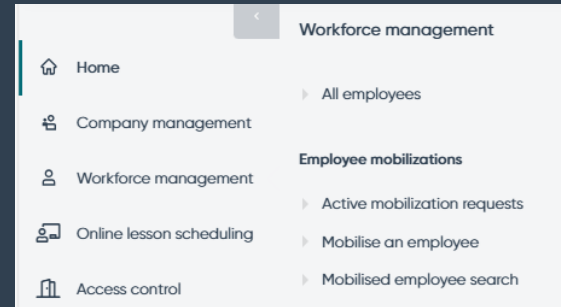 Home
Company management
Workforce management
Online lesson scheduling
Access control
Workforce management
All employees
Employee mobilizations
Active mobilization requests
Mobilise an employee
Mobilised employee search